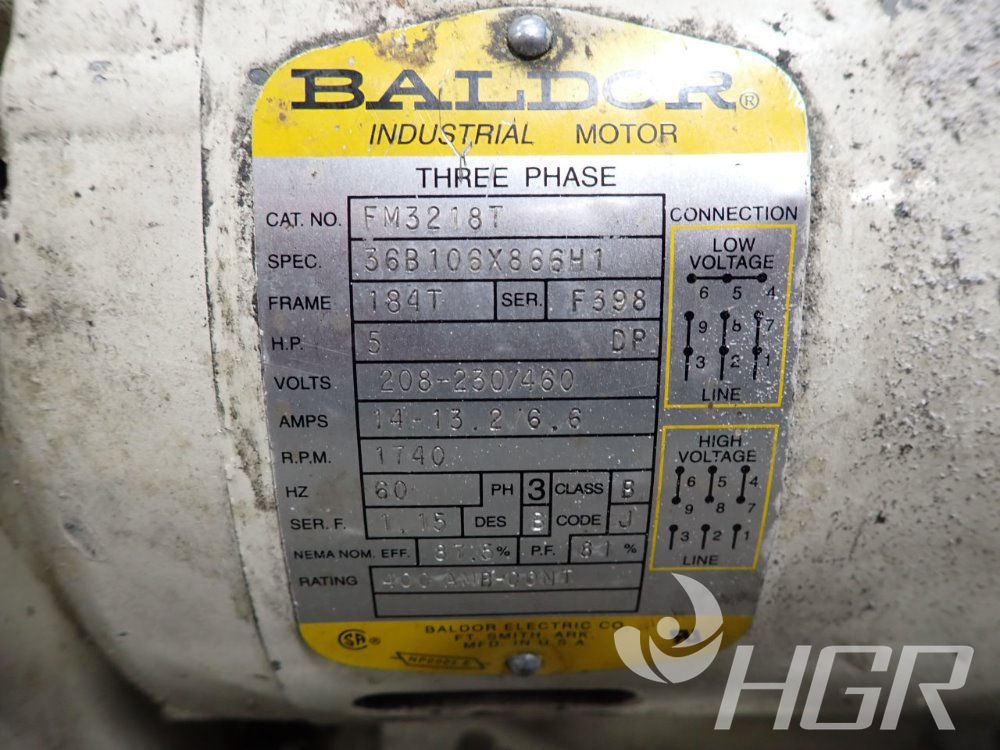 BALDOR®
INDUSTRIAL MOTOR
THREE PHASE
CAT. NO. FM3218T
SPEC. 36B106X866H1
FRAME 184T SER. F398
H.P. 5 DP
VOLTS 208-230/460
AMPS 14-13.2/6.6
R.P.M. 1740
HZ 60 PH 3 CLASS B
SER. F. 1.15 DES B CODE J
NEMA NOM. EFF. 87.5% P.F. 81 %
RATING 40C AMB-CONT
BALDOR ELECTRIC CO
FT. SMITH, ARK
MFD. IN U.S.A
CONNECTION
LOW
VOLTAGE
6 5 4
9 8 7
3 2 1
LINE
HIGH
VOLTAGE
6 5 4
9 8 7
3 2 1
LINE
HGR